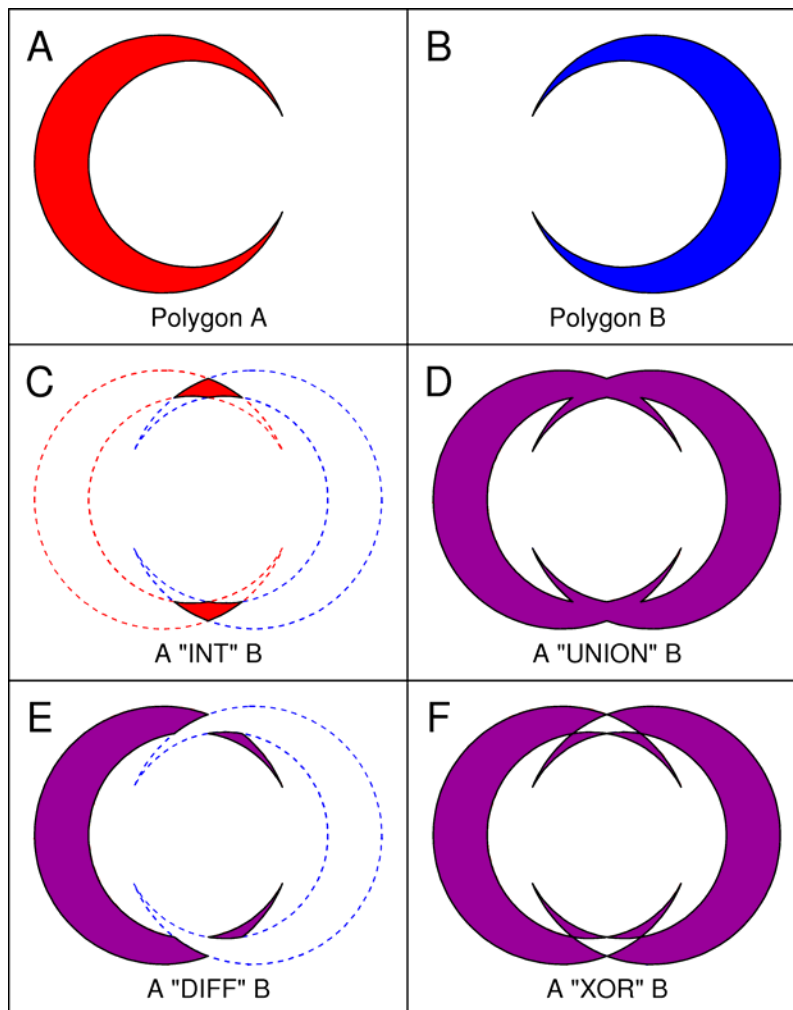 A
B
Polygon A
Polygon B
C
D
A "INT" B
A "UNION" B
E
F
A "DIFF" B
A "XOR" B